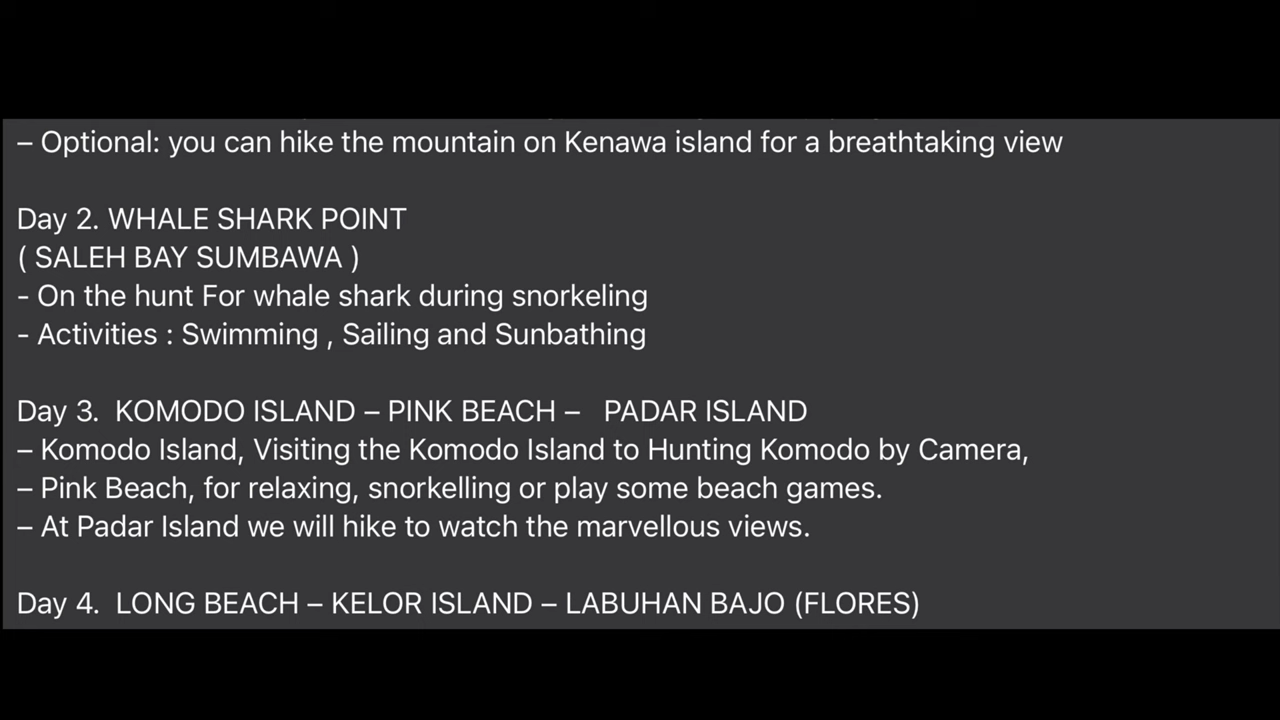 – Optional: you can hike the mountain on Kenawa island for a breathtaking view
Day 2. WHALE SHARK POINT
( SALEH BAY SUMBAWA )
- On the hunt For whale shark during snorkeling
- Activities : Swimming , Sailing and Sunbathing
Day 3.  KOMODO ISLAND – PINK BEACH –   PADAR ISLAND
– Komodo Island, Visiting the Komodo Island to Hunting Komodo by Camera,
– Pink Beach, for relaxing, snorkelling or play some beach games.
– At Padar Island we will hike to watch the marvellous views.
Day 4.  LONG BEACH – KELOR ISLAND – LABUHAN BAJO (FLORES)